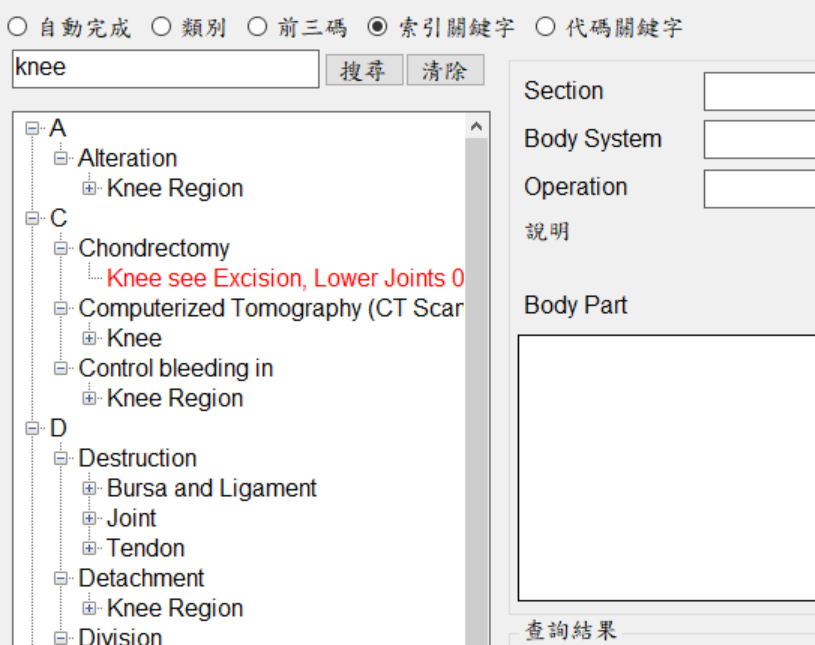 自動完成 類別 前三碼 索引關鍵字 代碼關鍵字
knee 搜尋 清除
A
Alteration
Knee Region
C
Chondrectomy
Knee see Excision, Lower Joints 0
Computerized Tomography (CT Scan
Knee
Control bleeding in
Knee Region
D
Destruction
Bursa and Ligament
Joint
Tendon
Detachment
Knee Region
Division
Section
Body System
Operation
說明
Body Part
查詢結果